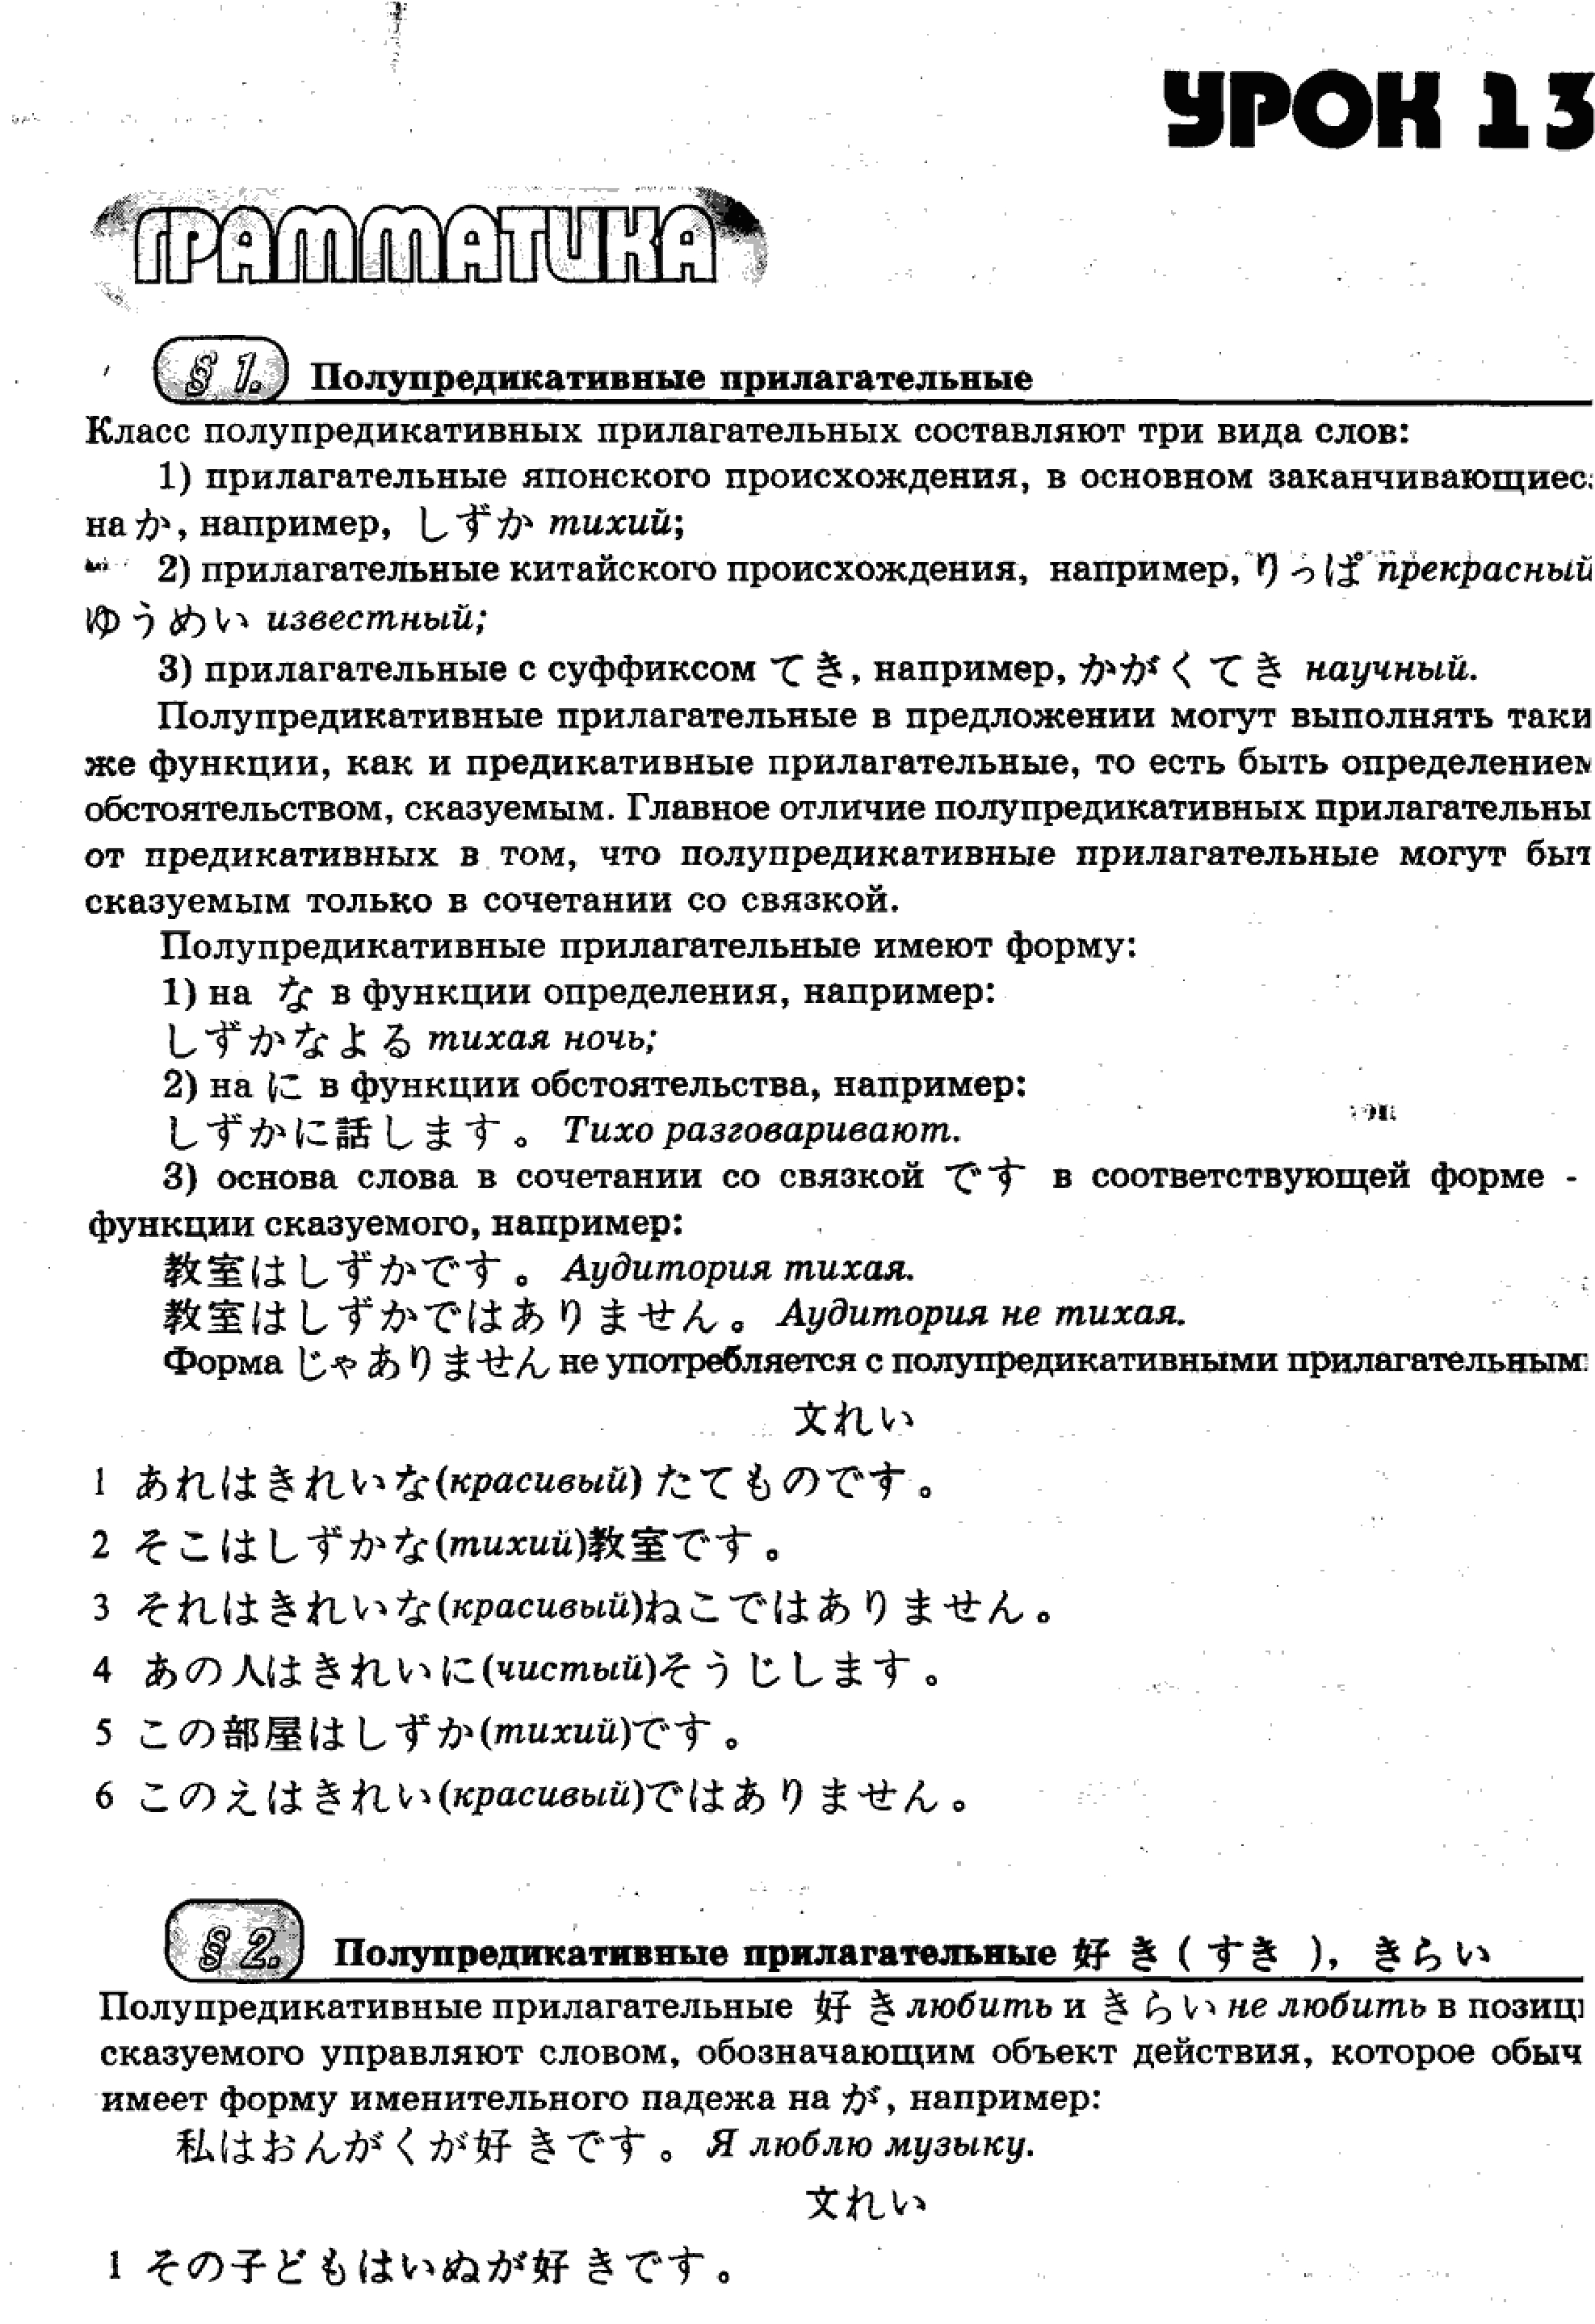 УРОК 13
ГРАММАТИКА
§ 1. Полупредикативные прилагательные
Класс полупредикативных прилагательных составляют три вида слов:
1) прилагательные японского происхождения, в основном заканчивающиес
на か, например, しずか тихий;
2) прилагательные китайского происхождения, например, りっぱ прекрасный
ゆうめい известный;
3) прилагательные с суффиксом てき, например, かがくてき научный.
Полупредикативные прилагательные в предложении могут выполнять таки
же функции, как и предикативные прилагательные, то есть быть определением
обстоятельством, сказуемым. Главное отличие полупредикативных прилагательны
от предикативных в том, что полупредикативные прилагательные могут быт
сказуемым только в сочетании со связкой.
Полупредикативные прилагательные имеют форму:
1) на な в функции определения, например:
しずかなよる тихая ночь;
2) на に в функции обстоятельства, например:
しずかに話します。 Тихо разговаривают.
3) основа слова в сочетании со связкой です в соответствующей форме -
функции сказуемого, например:
教室はしずかです。 Аудитория тихая.
教室はしずかではありません。 Аудитория не тихая.
Форма じゃありません не употребляется с полупредикативными прилагательным
文れい
1 あれはきれいな(красивый) たてものです。
2 そこはしずかな(тихий)教室です。
3 それはきれいな(красивый)ねこではありません。
4 あの人はきれいに(чистый)そうじします。
5 この部屋はしずか(тихий)です。
6 このえはきれい(красивый)ではありません。
§ 2. Полупредикативные прилагательные 好き(すき), きらい
Полупредикативные прилагательные 好き любить и きらい не любить в позиц
сказуемого управляют словом, обозначающим объект действия, которое обыч
имеет форму именительного падежа на が, например:
私はおんがくが好きです。 Я люблю музыку.
文れい
1 その子どもはいぬが好きです。